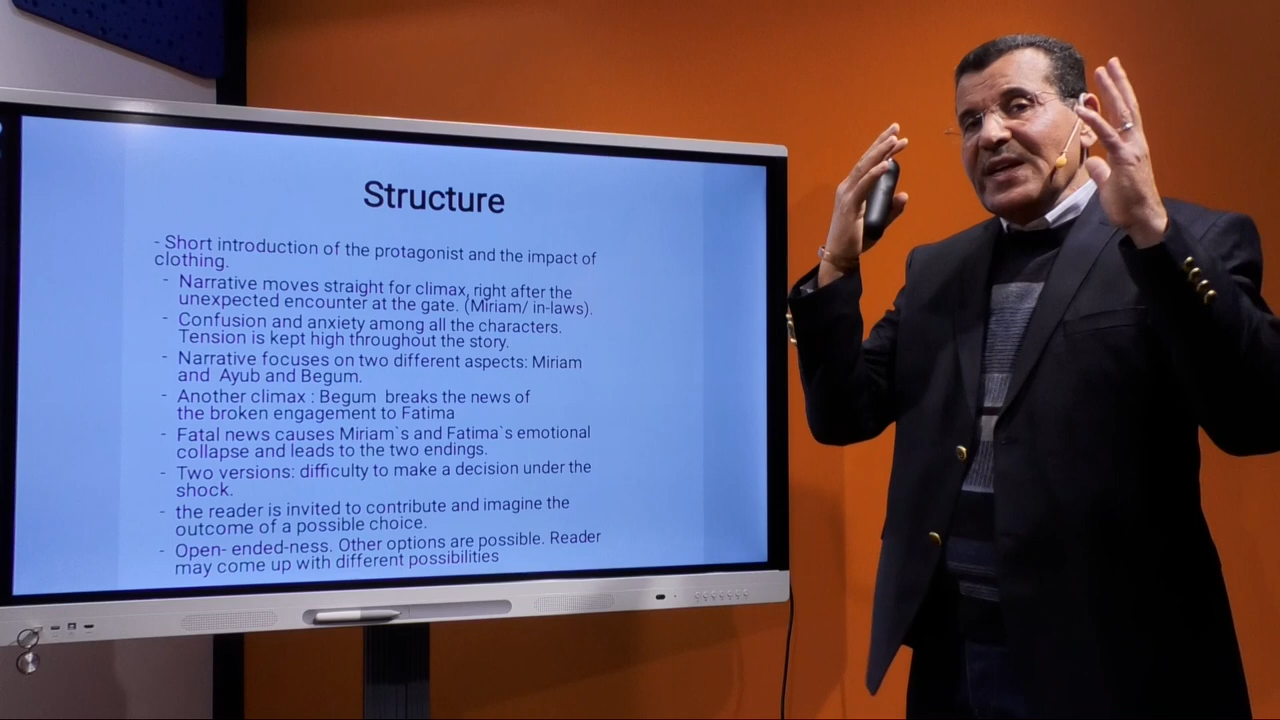 Structure
- Short introduction of the protagonist and the impact of
clothing.
- Narrative moves straight for climax, right after the
unexpected encounter at the gate. (Miriam/ in-laws).
- Confusion and anxiety among all the characters.
Tension is kept high throughout the story.
- Narrative focuses on two different aspects: Miriam
and Ayub and Begum.
- Another climax : Begum breaks the news of
the broken engagement to Fatima
- Fatal news causes Miriam`s and Fatima`s emotional
collapse and leads to the two endings.
- Two versions: difficulty to make a decision under the
shock.
- the reader is invited to contribute and imagine the
outcome of a possible choice.
- Open- ended-ness. Other options are possible. Reader
may come up with different possibilities